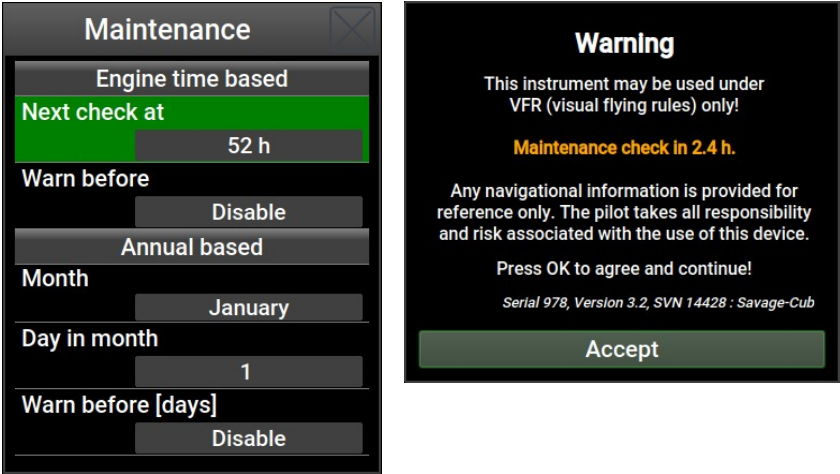 Maintenance
Engine time based
Next check at
52 h
Warn before
Disable
Annual based
Month
January
Day in month
1
Warn before [days]
Disable
Warning
This instrument may be used under
VFR (visual flying rules) only!
Maintenance check in 2.4 h.
Any navigational information is provided for
reference only. The pilot takes all responsibility
and risk associated with the use of this device.
Press OK to agree and continue!
Serial 978, Version 3.2, SVN 14428 : Savage-Cub
Accept